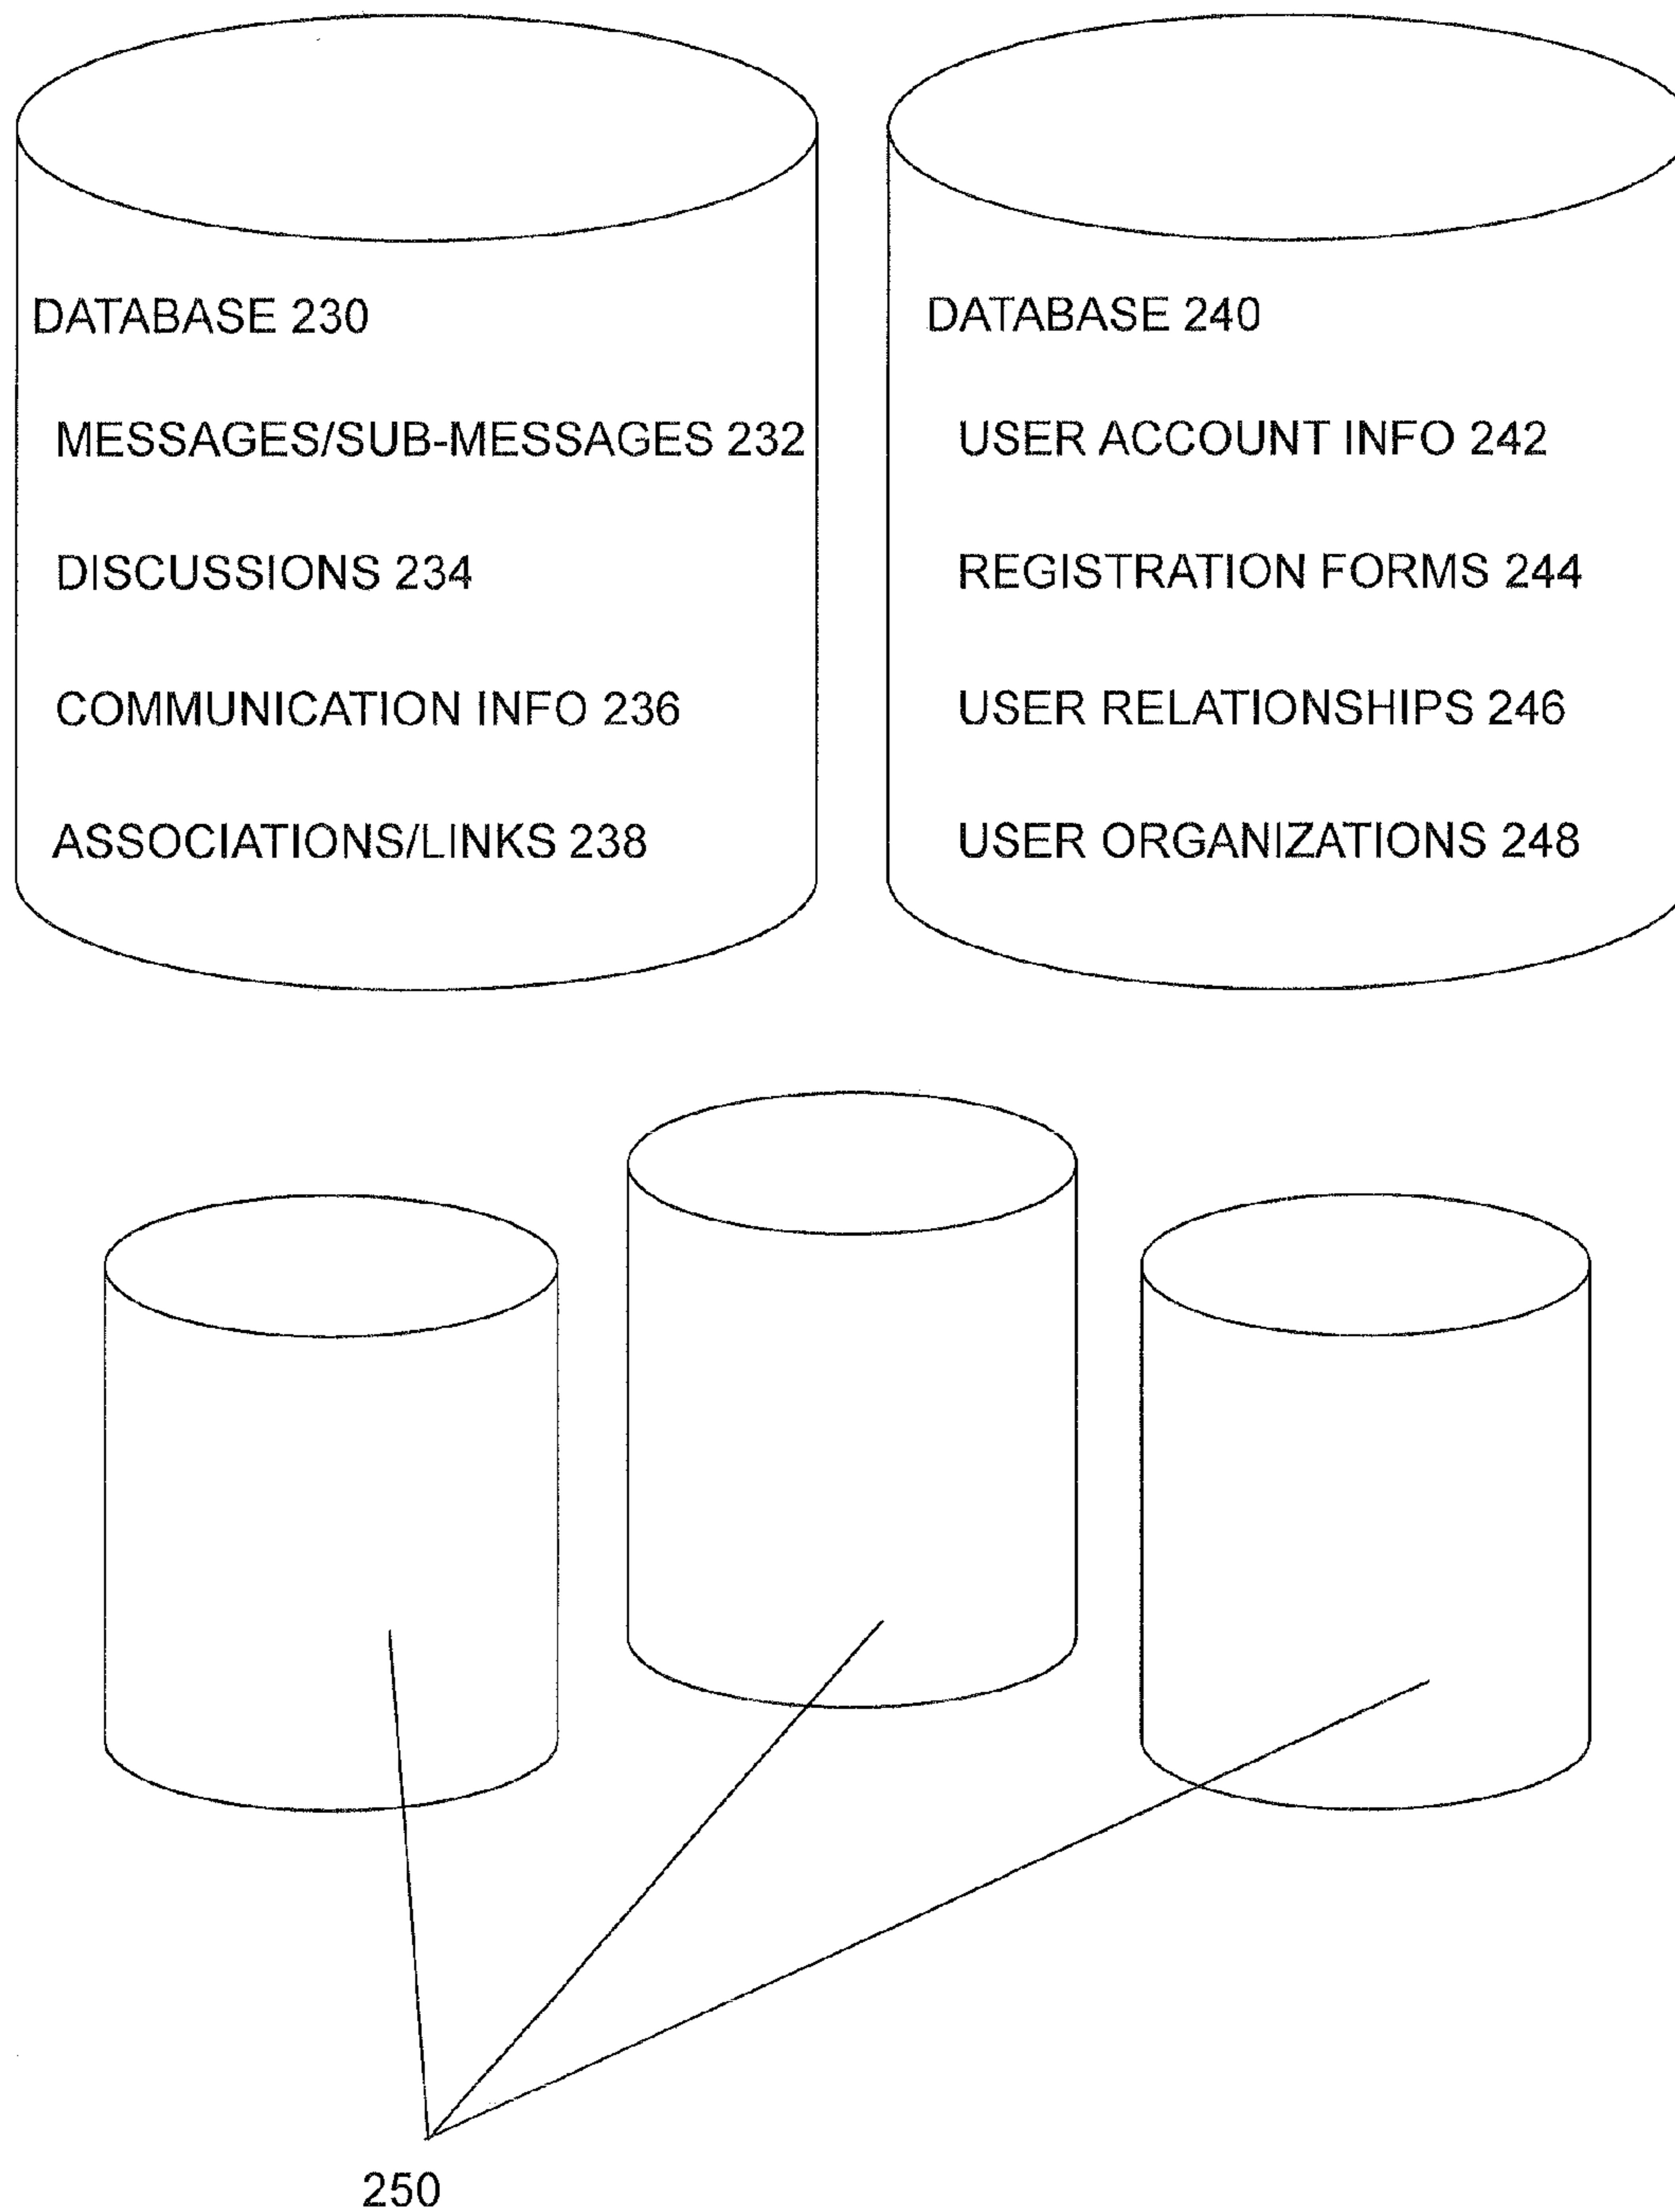 DATABASE 230
MESSAGES/SUB-MESSAGES 232
DISCUSSIONS 234
COMMUNICATION INFO 236
ASSOCIATIONS/LINKS 238
DATABASE 240
USER ACCOUNT INFO 242
REGISTRATION FORMS 244
USER RELATIONSHIPS 246
USER ORGANIZATIONS 248
250